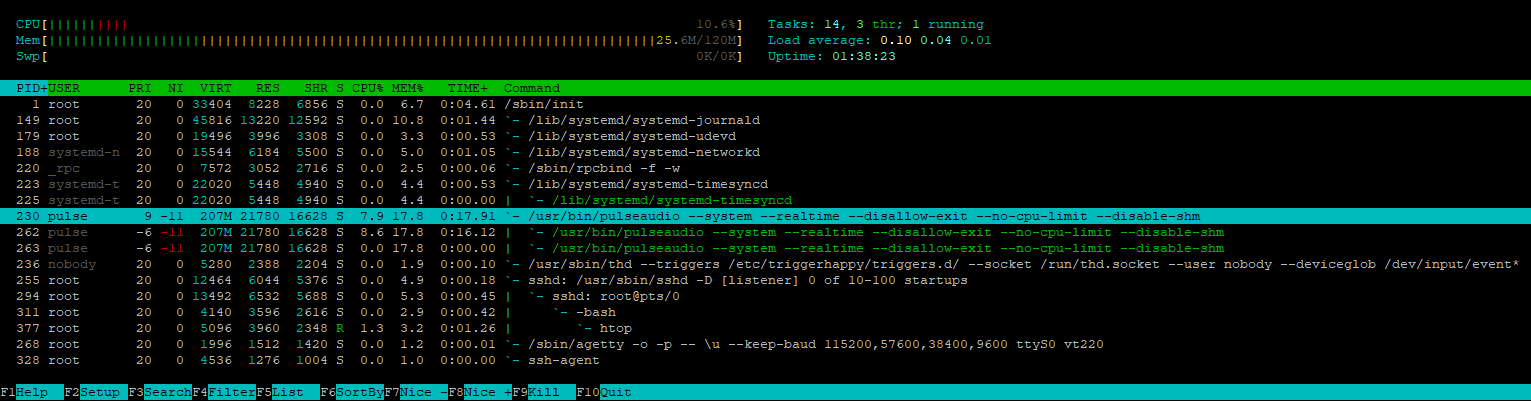 CPU[|||||||||| 10.6%] Tasks: 14, 3 thr; 1 running
Mem[||||||||||||||||||||||||||||||||||||||||||||||||||||||||||||||||||||||||||||25.6M/120M] Load average: 0.10 0.04 0.01
Swp[ 0K/0K] Uptime: 01:38:23
PID+USER PRI NI VIRT RES SHR S CPU% MEM% TIME+ Command
1 root 20 0 33404 8228 6856 S 0.0 6.7 0:04.61 /sbin/init
149 root 20 0 45816 13220 12592 S 0.0 10.8 0:01.44 `- /lib/systemd/systemd-journald
179 root 20 0 19496 3996 3308 S 0.0 3.3 0:00.53 `- /lib/systemd/systemd-udevd
188 systemd-n 20 0 15544 6184 5500 S 0.0 5.0 0:01.05 `- /lib/systemd/systemd-networkd
220 _rpc 20 0 7572 3052 2716 S 0.0 2.5 0:00.06 `- /sbin/rpcbind -f -w
223 systemd-t 20 0 22020 5448 4940 S 0.0 4.4 0:00.53 `- /lib/systemd/systemd-timesyncd
225 systemd-t 20 0 22020 5448 4940 S 0.0 4.4 0:00.00 | `- /lib/systemd/systemd-timesyncd
230 pulse 9 -11 207M 21780 16628 S 7.9 17.8 0:17.91 `- /usr/bin/pulseaudio --system --realtime --disallow-exit --no-cpu-limit --disable-shm
262 pulse -6 -11 207M 21780 16628 S 8.6 17.8 0:16.12 | `- /usr/bin/pulseaudio --system --realtime --disallow-exit --no-cpu-limit --disable-shm
263 pulse -6 -11 207M 21780 16628 S 0.0 17.8 0:00.00 | `- /usr/bin/pulseaudio --system --realtime --disallow-exit --no-cpu-limit --disable-shm
236 nobody 20 0 5280 2388 2204 S 0.0 1.9 0:00.10 `- /usr/sbin/thd --triggers /etc/triggerhappy/triggers.d/ --socket /run/thd.socket --user nobody --deviceglob /dev/input/event*
255 root 20 0 12464 6044 5376 S 0.0 4.9 0:00.18 `- sshd: /usr/sbin/sshd -D [listener] 0 of 10-100 startups
294 root 20 0 13492 6532 5688 S 0.0 5.3 0:00.45 | `- sshd: root@pts/0
311 root 20 0 4140 3596 2616 S 0.0 2.9 0:00.42 | `- -bash
377 root 20 0 5096 3960 2348 R 1.3 3.2 0:01.26 | `- htop
268 root 20 0 1996 1512 1420 S 0.0 1.2 0:00.01 `- /sbin/agetty -o -p -- \u --keep-baud 115200,57600,38400,9600 ttyS0 vt220
328 root 20 0 4536 1276 1004 S 0.0 1.0 0:00.00 `- ssh-agent
F1Help F2Setup F3SearchF4FilterF5List F6SortByF7Nice -F8Nice +F9Kill F10Quit